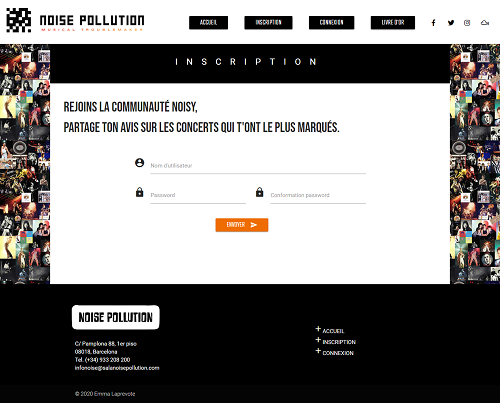 NOISE POLLUTION
MUSICAL TROUBLEMAKER
ACCUEIL
INSCRIPTION
CONNEXION
LIVRE D'OR
INSCRIPTION
REJOINS LA COMMUNAUTÉ NOISY,
PARTAGE TON AVIS SUR LES CONCERTS QUI T'ONT LE PLUS MARQUÉS.
Nom d'utilisateur
Password
Confermation password
ENVOYER
NOISE POLLUTION
C/ Pamplona 88, 1er piso
08018, Barcelona
Tel. (+34) 933 208 200
infonoise@salanoisepollution.com
ACCUEIL
INSCRIPTION
CONNEXION
© 2020 Emma Laprevote